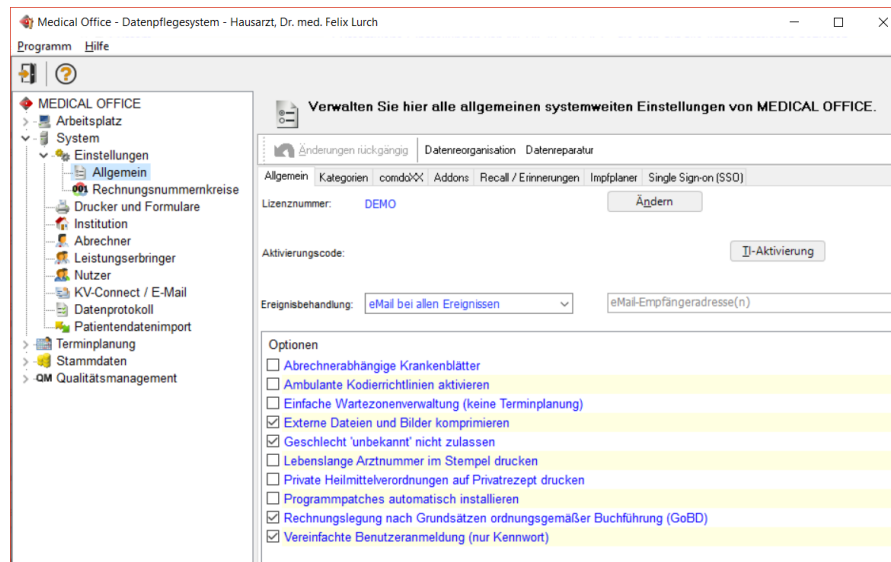 Medical Office - Datenpflegesystem - Hausarzt, Dr. med. Felix Lurch
Programm Hilfe
MEDICAL OFFICE
Arbeitsplatz
System
Einstellungen
Allgemein
001 Rechnungsnummernkreise
Drucker und Formulare
Institution
Abrechner
Leistungserbringer
Nutzer
KV-Connect / E-Mail
Datenprotokoll
Patientendatenimport
Terminplanung
Stammdaten
QM Qualitätsmanagement
Verwalten Sie hier alle allgemeinen systemweiten Einstellungen von MEDICAL OFFICE.
Änderungen rückgängig Datenreorganisation Datenreparatur
Allgemein Kategorien comdoXX Addons Recall / Erinnerungen Impfplaner Single Sign-on (SSO)
Lizenznummer: DEMO Ändern
Aktivierungscode: TI-Aktivierung
Ereignisbehandlung: eMail bei allen Ereignissen eMail-Empfängeradresse(n)
Optionen
Abrechnerabhängige Krankenblätter
Ambulante Kodierrichtlinien aktivieren
Einfache Wartezonenverwaltung (keine Terminplanung)
Externe Dateien und Bilder komprimieren
Geschlecht 'unbekannt' nicht zulassen
Lebenslange Arztnummer im Stempel drucken
Private Heilmittelverordnungen auf Privatrezept drucken
Programmpatches automatisch installieren
Rechnungslegung nach Grundsätzen ordnungsgemäßer Buchführung (GoBD)
Vereinfachte Benutzeranmeldung (nur Kennwort)